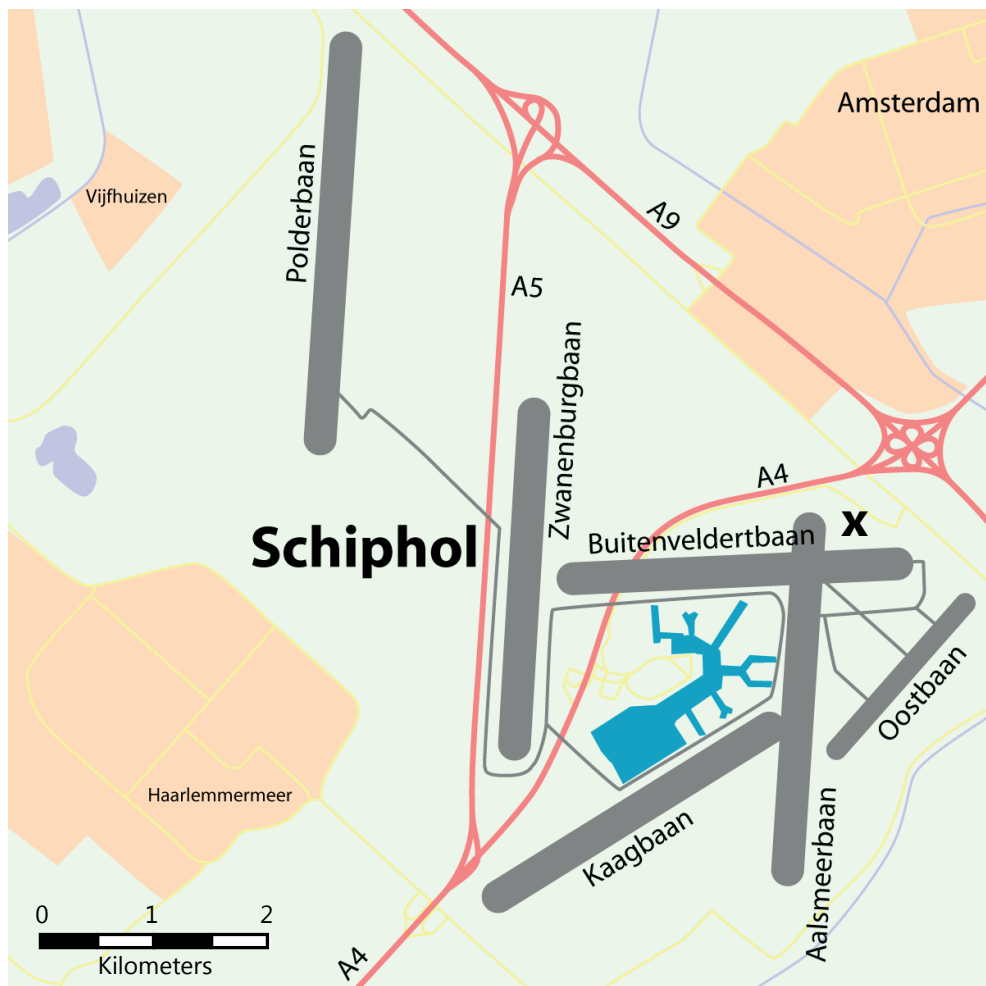 Amsterdam
Vijfhuizen
Polderbaan
A9
A5
Zwanenburgbaan
A4
x
Schiphol
Buitenveldertbaan
Oostbaan
Haarlemmermeer
Kaagbaan
Aalsmeerbaan
0 1 2
Kilometers
A4